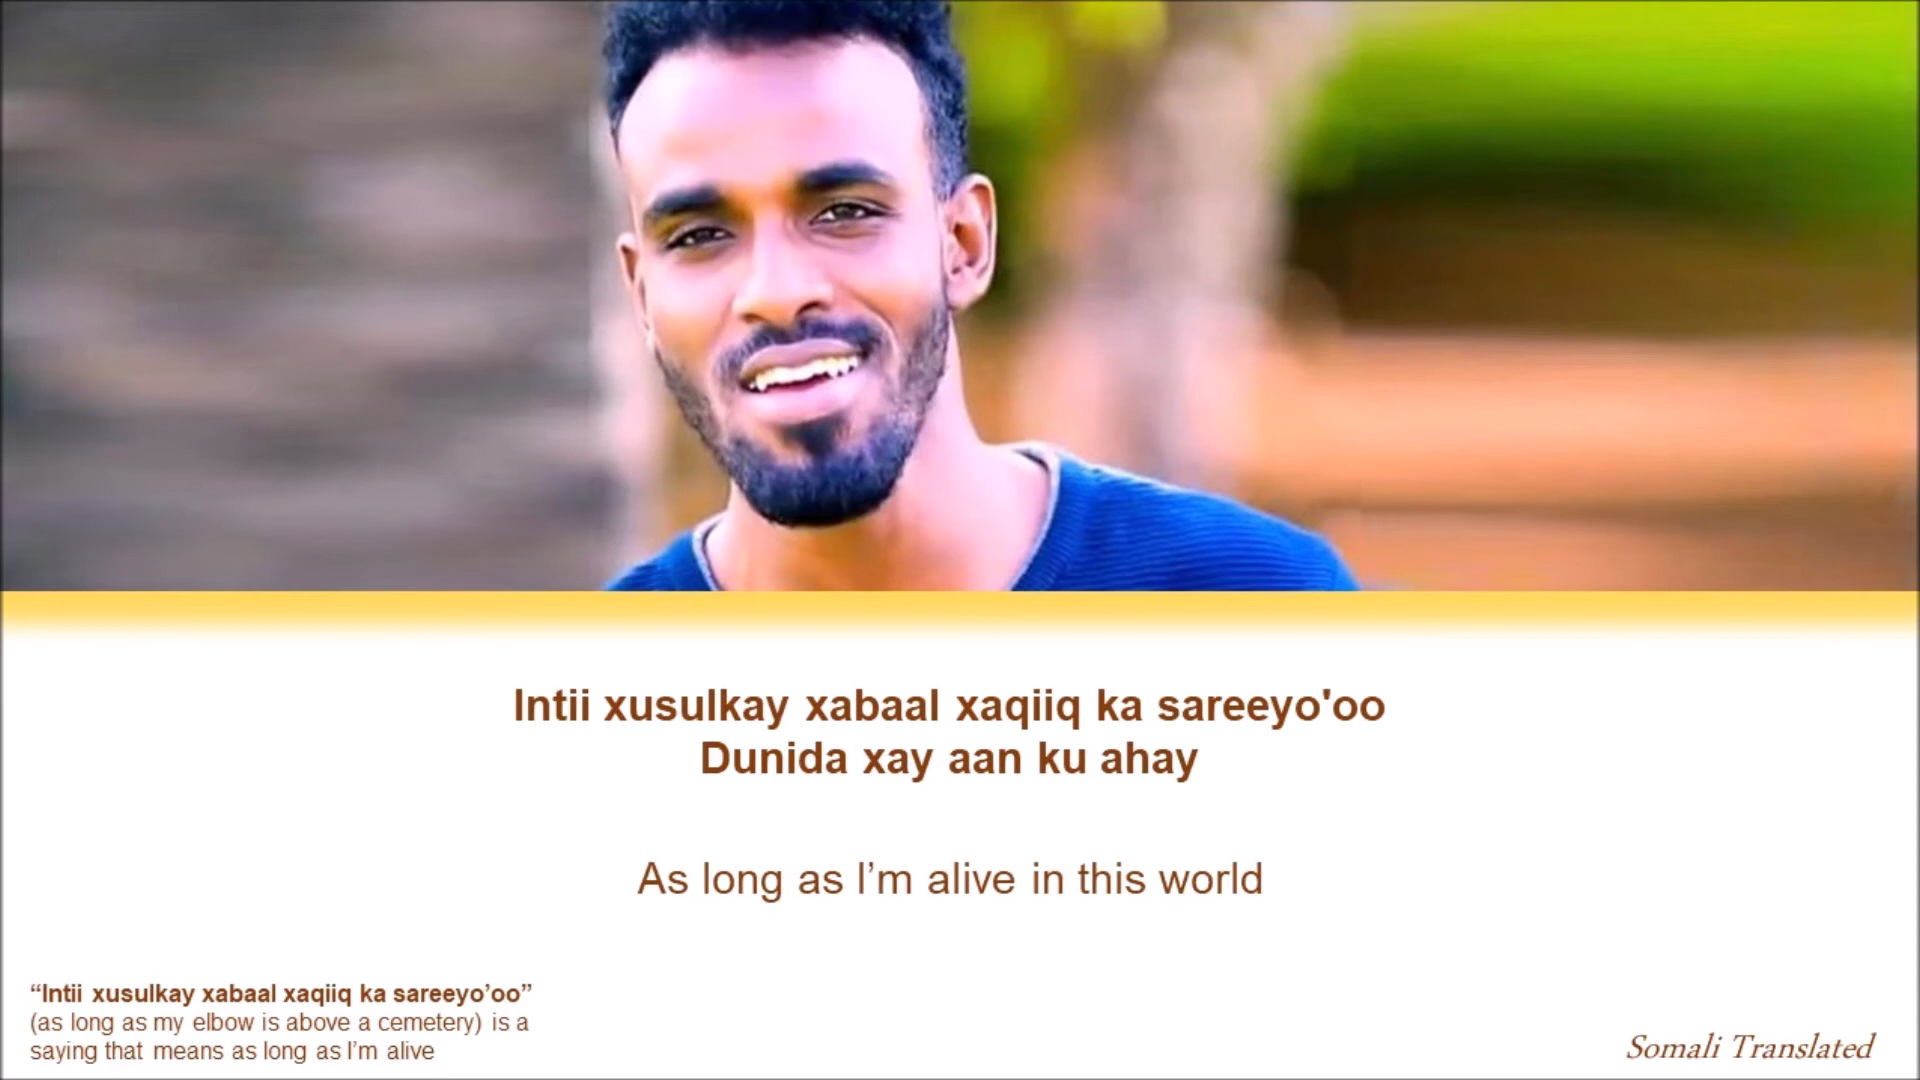 Intii xusulkay xabaal xaqiiq ka sareeyo'oo
Dunida xay aan ku ahay
As long as I’m alive in this world
“Intii xusulkay xabaal xaqiiq ka sareeyo’oo”
(as long as my elbow is above a cemetery) is a
saying that means as long as I’m alive
Somali Translated